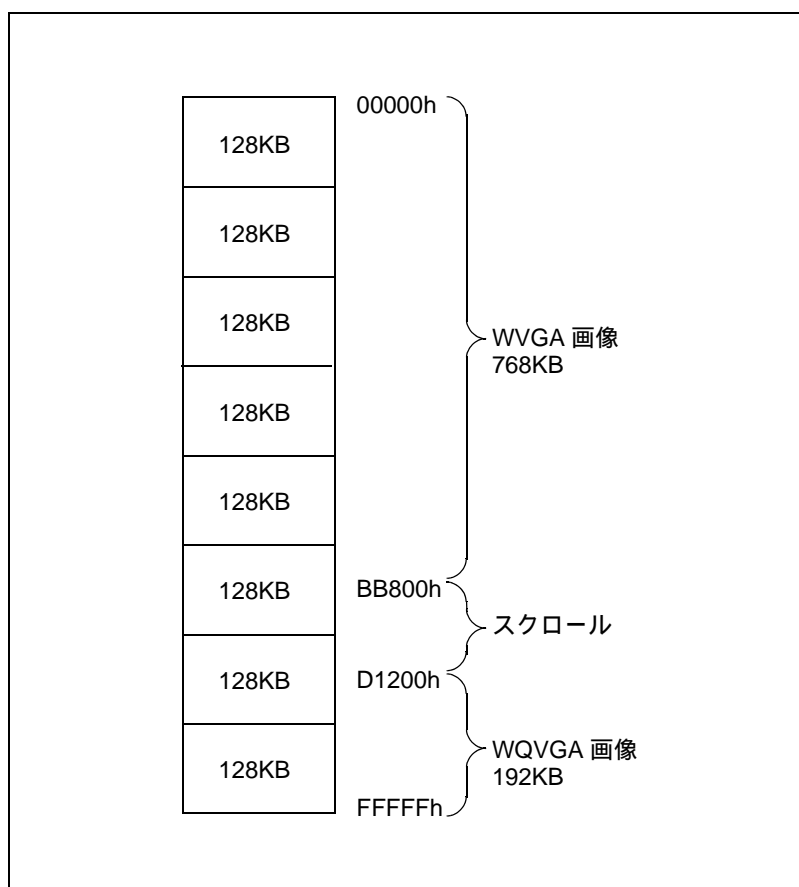 00000h
128KB
128KB
128KB
WVGA 画像
768KB
128KB
128KB
128KB
BB800h
スクロール
128KB
D1200h
WQVGA 画像
192KB
128KB
FFFFFh